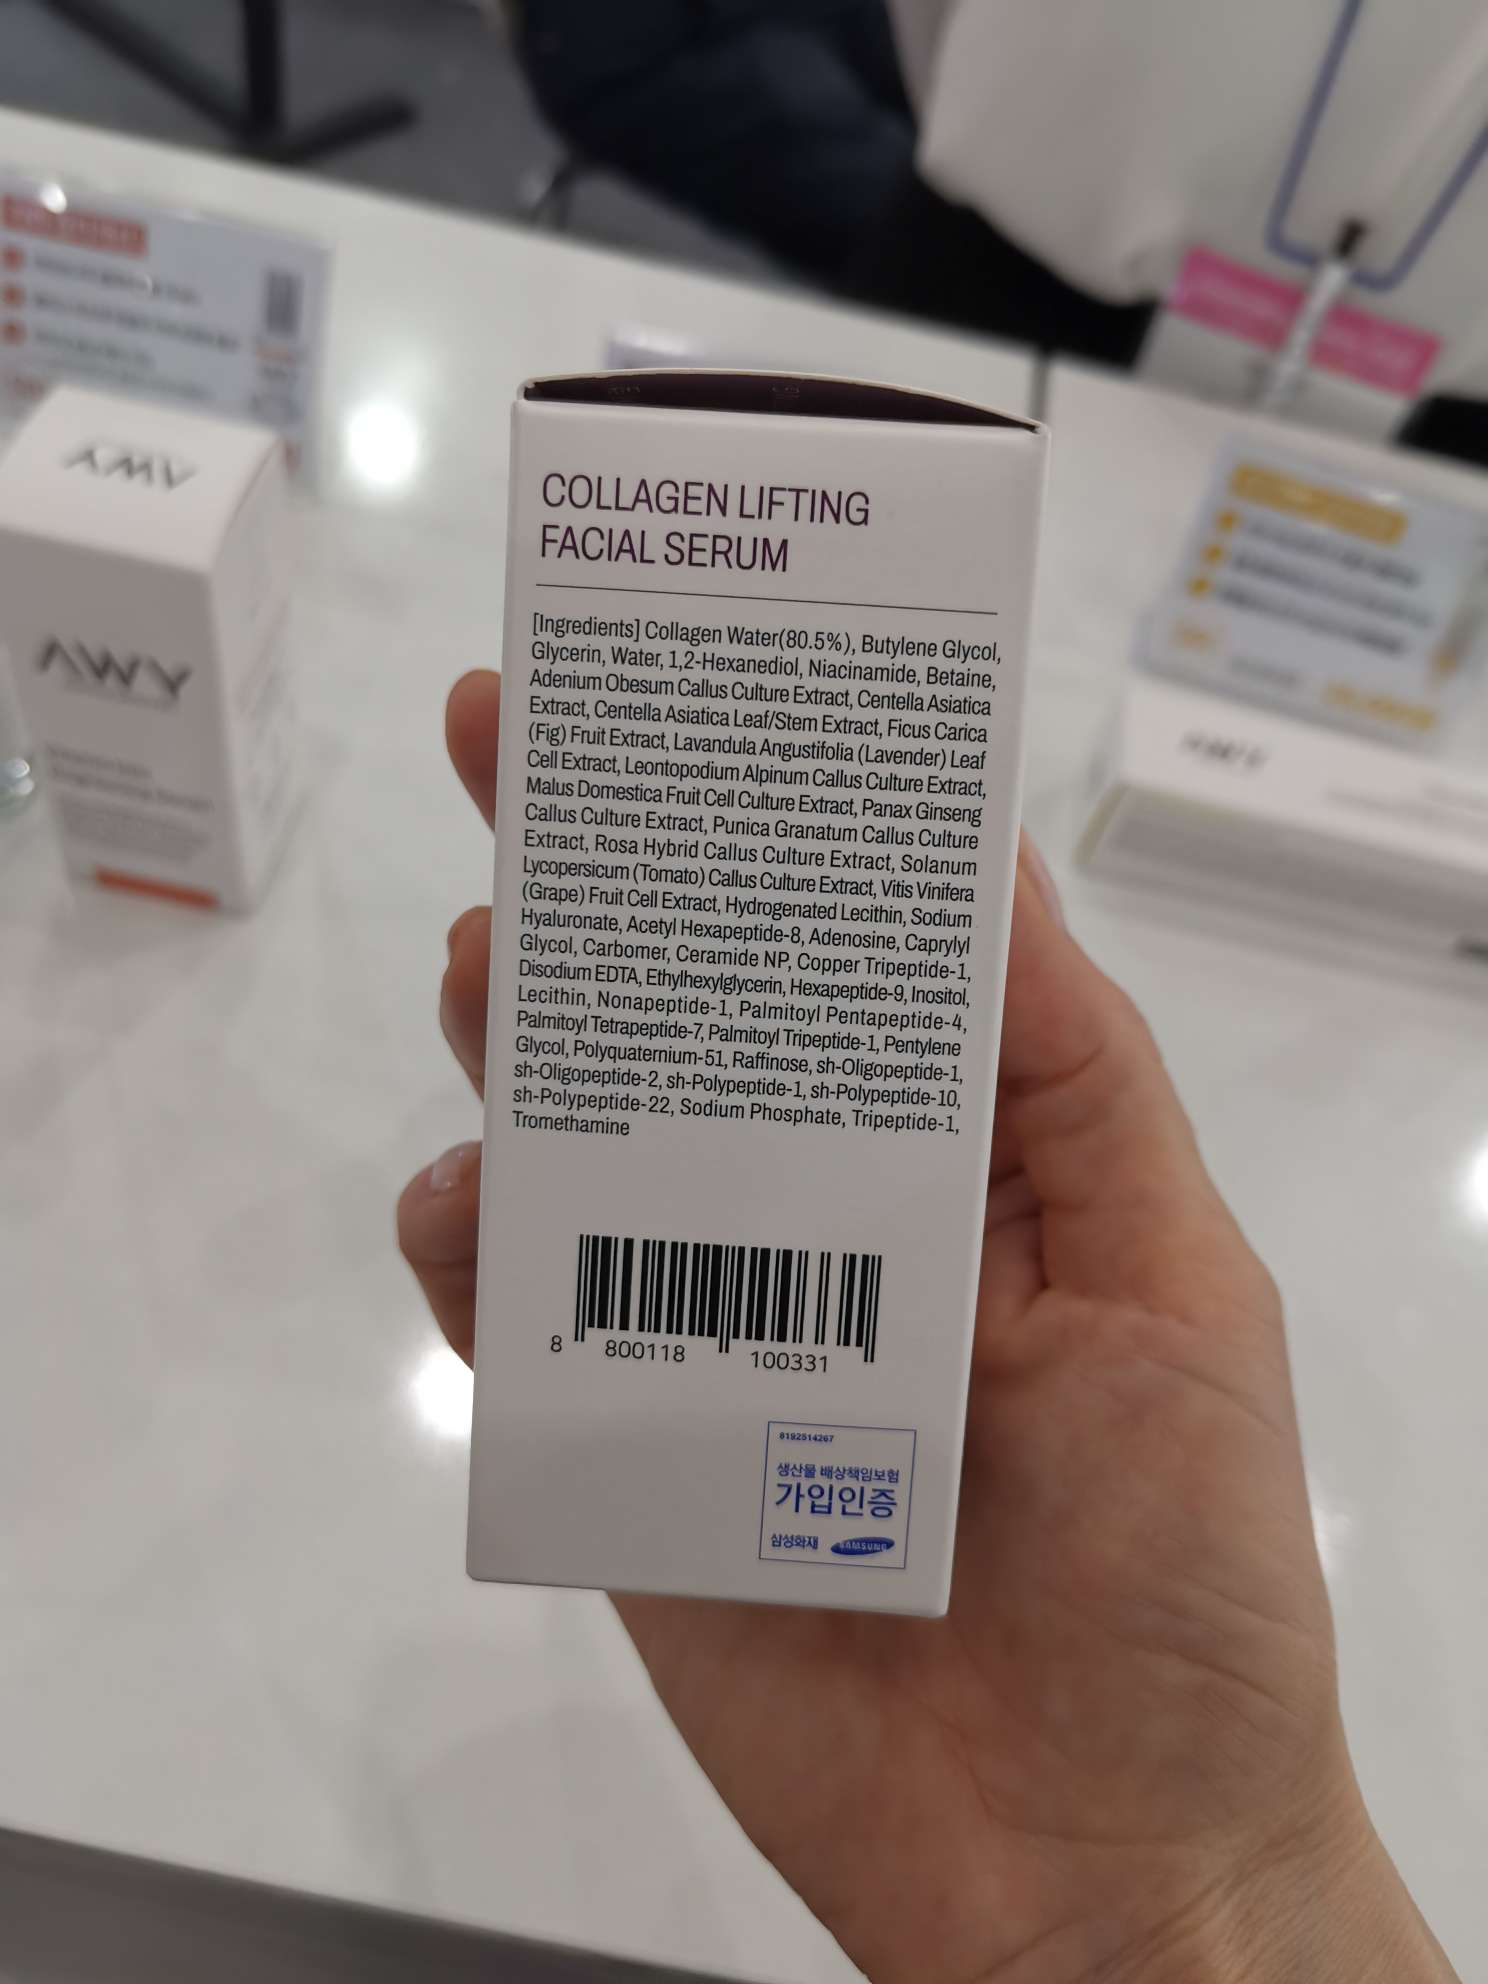 AWY
AWY
COLLAGEN LIFTING
FACIAL SERUM
[Ingredients] Collagen Water(80.5%), Butylene Glycol,
Glycerin, Water, 1,2-Hexanediol, Niacinamide, Betaine,
Adenium Obesum Callus Culture Extract, Centella Asiatica
Extract, Centella Asiatica Leaf/Stem Extract, Ficus Carica
(Fig) Fruit Extract, Lavandula Angustifolia (Lavender) Leaf
Cell Extract, Leontopodium Alpinum Callus Culture Extract,
Malus Domestica Fruit Cell Culture Extract, Panax Ginseng
Callus Culture Extract, Punica Granatum Callus Culture
Extract, Rosa Hybrid Callus Culture Extract, Solanum
Lycopersicum (Tomato) Callus Culture Extract, Vitis Vinifera
(Grape) Fruit Cell Extract, Hydrogenated Lecithin, Sodium
Hyaluronate, Acetyl Hexapeptide-8, Adenosine, Caprylyl
Glycol, Carbomer, Ceramide NP, Copper Tripeptide-1,
Disodium EDTA, Ethylhexylglycerin, Hexapeptide-9, Inositol,
Lecithin, Nonapeptide-1, Palmitoyl Pentapeptide-4,
Palmitoyl Tetrapeptide-7, Palmitoyl Tripeptide-1, Pentylene
Glycol, Polyquaternium-51, Raffinose, sh-Oligopeptide-1,
sh-Oligopeptide-2, sh-Polypeptide-1, sh-Polypeptide-10,
sh-Polypeptide-22, Sodium Phosphate, Tripeptide-1,
Tromethamine
8 800118 100331
6192514267
생산물 배상책임보험
가입인증
삼성화재 SAMSUNG